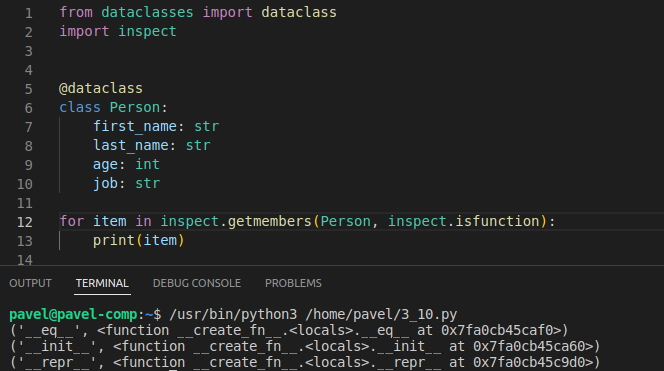 1 from dataclasses import dataclass
2 import inspect
3
4
5 @dataclass
6 class Person:
7 first_name: str
8 last_name: str
9 age: int
10 job: str
11
12 for item in inspect.getmembers(Person, inspect.isfunction):
13 print(item)
14
OUTPUT TERMINAL DEBUG CONSOLE PROBLEMS
pavel@pavel-comp:~$ /usr/bin/python3 /home/pavel/3_10.py
('__eq__', <function __create_fn__.<locals>.__eq__ at 0x7fa0cb45caf0>)
('__init__', <function __create_fn__.<locals>.__init__ at 0x7fa0cb45ca60>)
('__repr__', <function __create_fn__.<locals>.__repr__ at 0x7fa0cb45c9d0>)